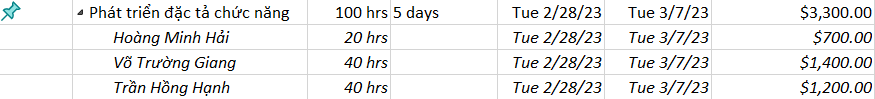 Phát triển đặc tả chức năng 100 hrs 5 days Tue 2/28/23 Tue 3/7/23 $3,300.00
Hoàng Minh Hải 20 hrs Tue 2/28/23 Tue 3/7/23 $700.00
Võ Trường Giang 40 hrs Tue 2/28/23 Tue 3/7/23 $1,400.00
Trần Hồng Hạnh 40 hrs Tue 2/28/23 Tue 3/7/23 $1,200.00